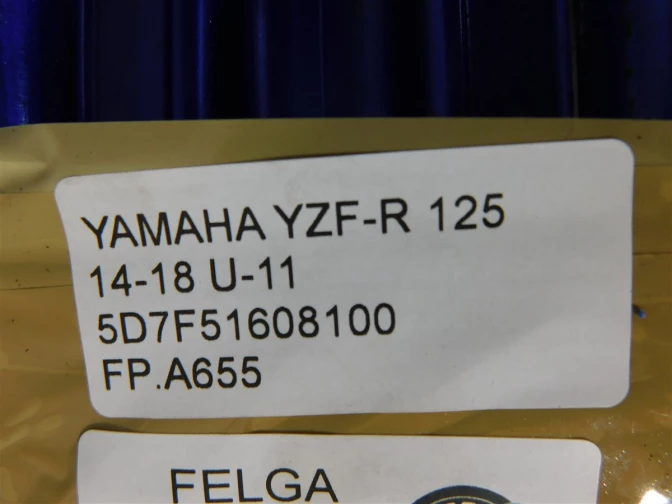 YAMAHA YZF-R 125
14-18 U-11
5D7F51608100
FP.A655
FELGA